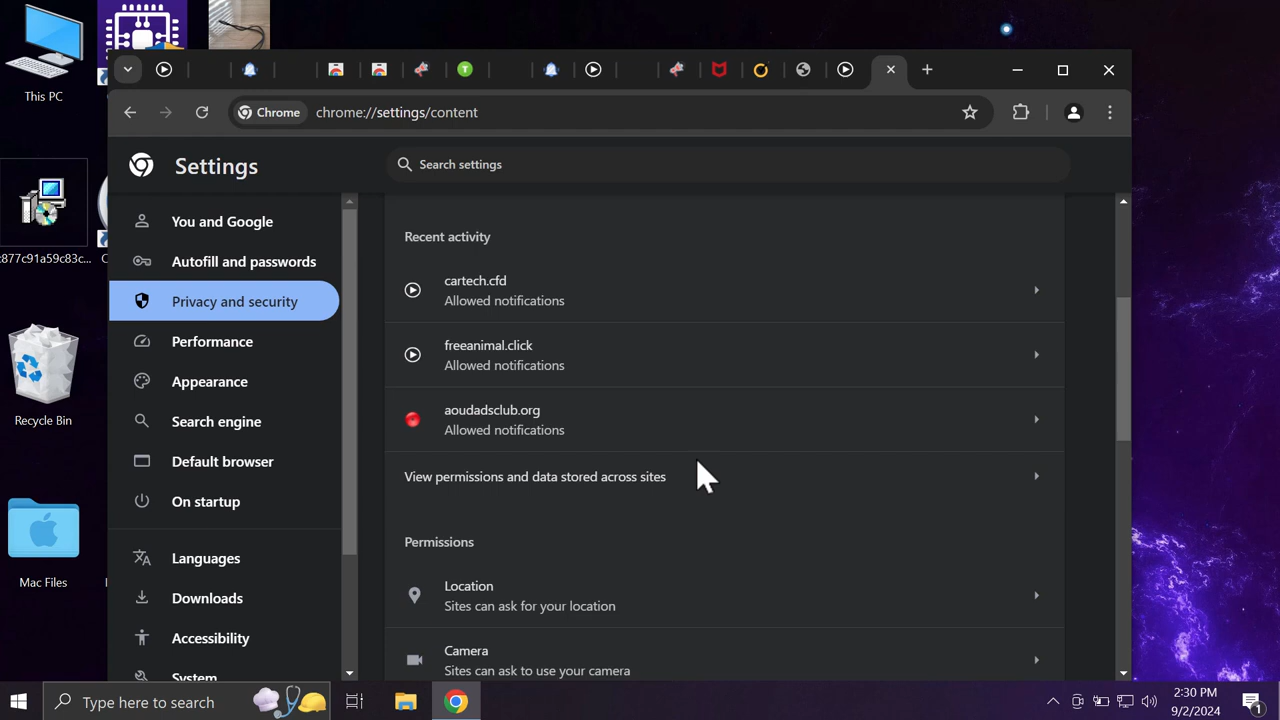 This PC
c877c91a59c83c...
C
Recycle Bin
Mac Files
T
Chrome
chrome://settings/content
Settings
Search settings
You and Google
Autofill and passwords
Privacy and security
Performance
Appearance
Search engine
Default browser
On startup
Languages
Downloads
Accessibility
System
Recent activity
cartech.cfd
Allowed notifications
freeanimal.click
Allowed notifications
aoudadsclub.org
Allowed notifications
View permissions and data stored across sites
Permissions
Location
Sites can ask for your location
Camera
Sites can ask to use your camera
Type here to search
2:30 PM
9/2/2024
1